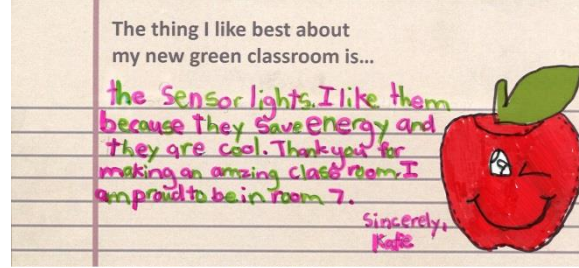 The thing I like best about
my new green classroom is...
the sensor lights. I like them
because they save energy and
they are cool. Thank you for
making an amzing class room. I
am proud to be in room 7.
Sincerely,
Kate